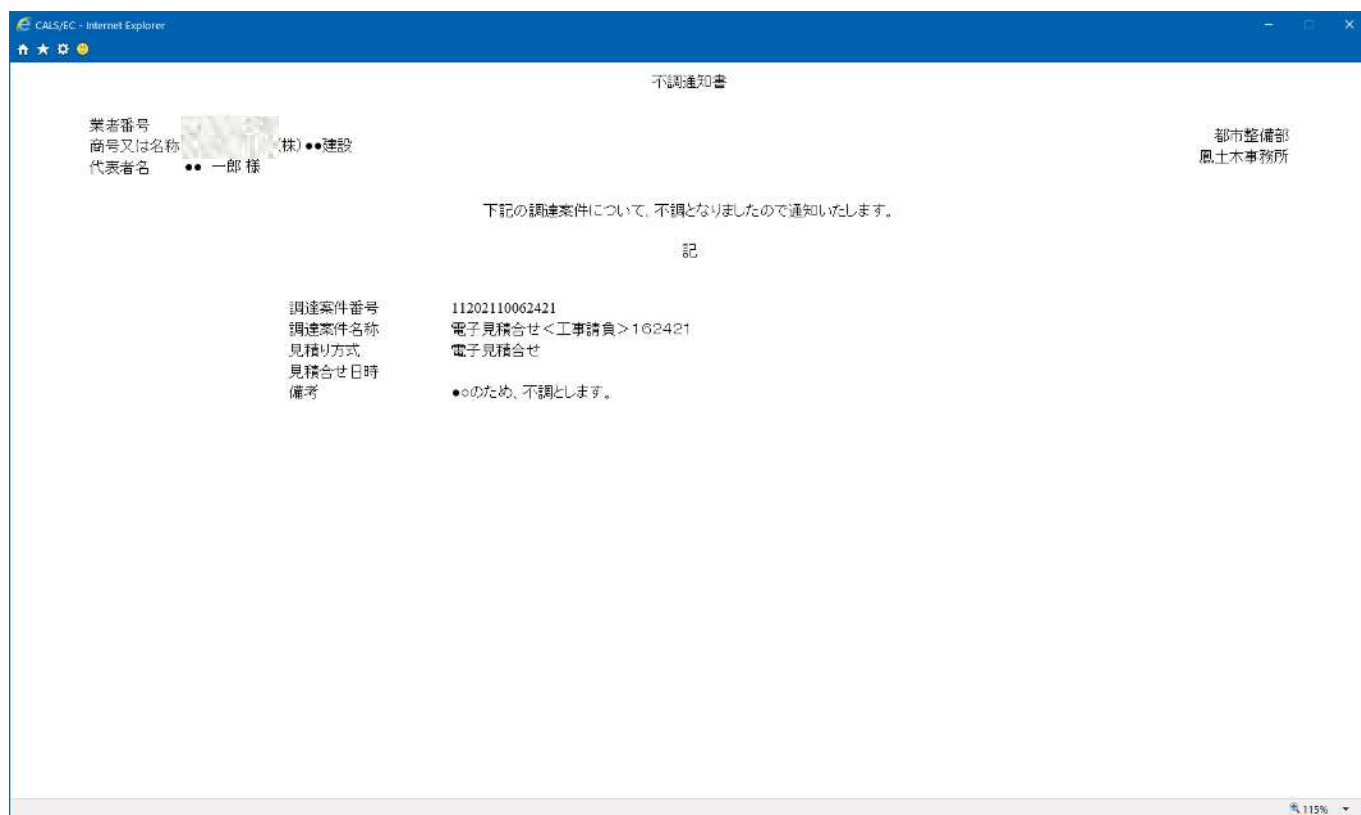 CALS/EC - Internet Explorer
不調通知書
業者番号
商号又は名称 (株)●●建設
代表者名 ●● 一郎 様
都市整備部
鳳土木事務所
下記の調達案件について、不調となりましたので通知いたします。
記
調達案件番号 11202110062421
調達案件名称 電子見積合せ<工事請負>162421
見積り方式 電子見積合せ
見積合せ日時
備考 ●○のため、不調とします。
115%